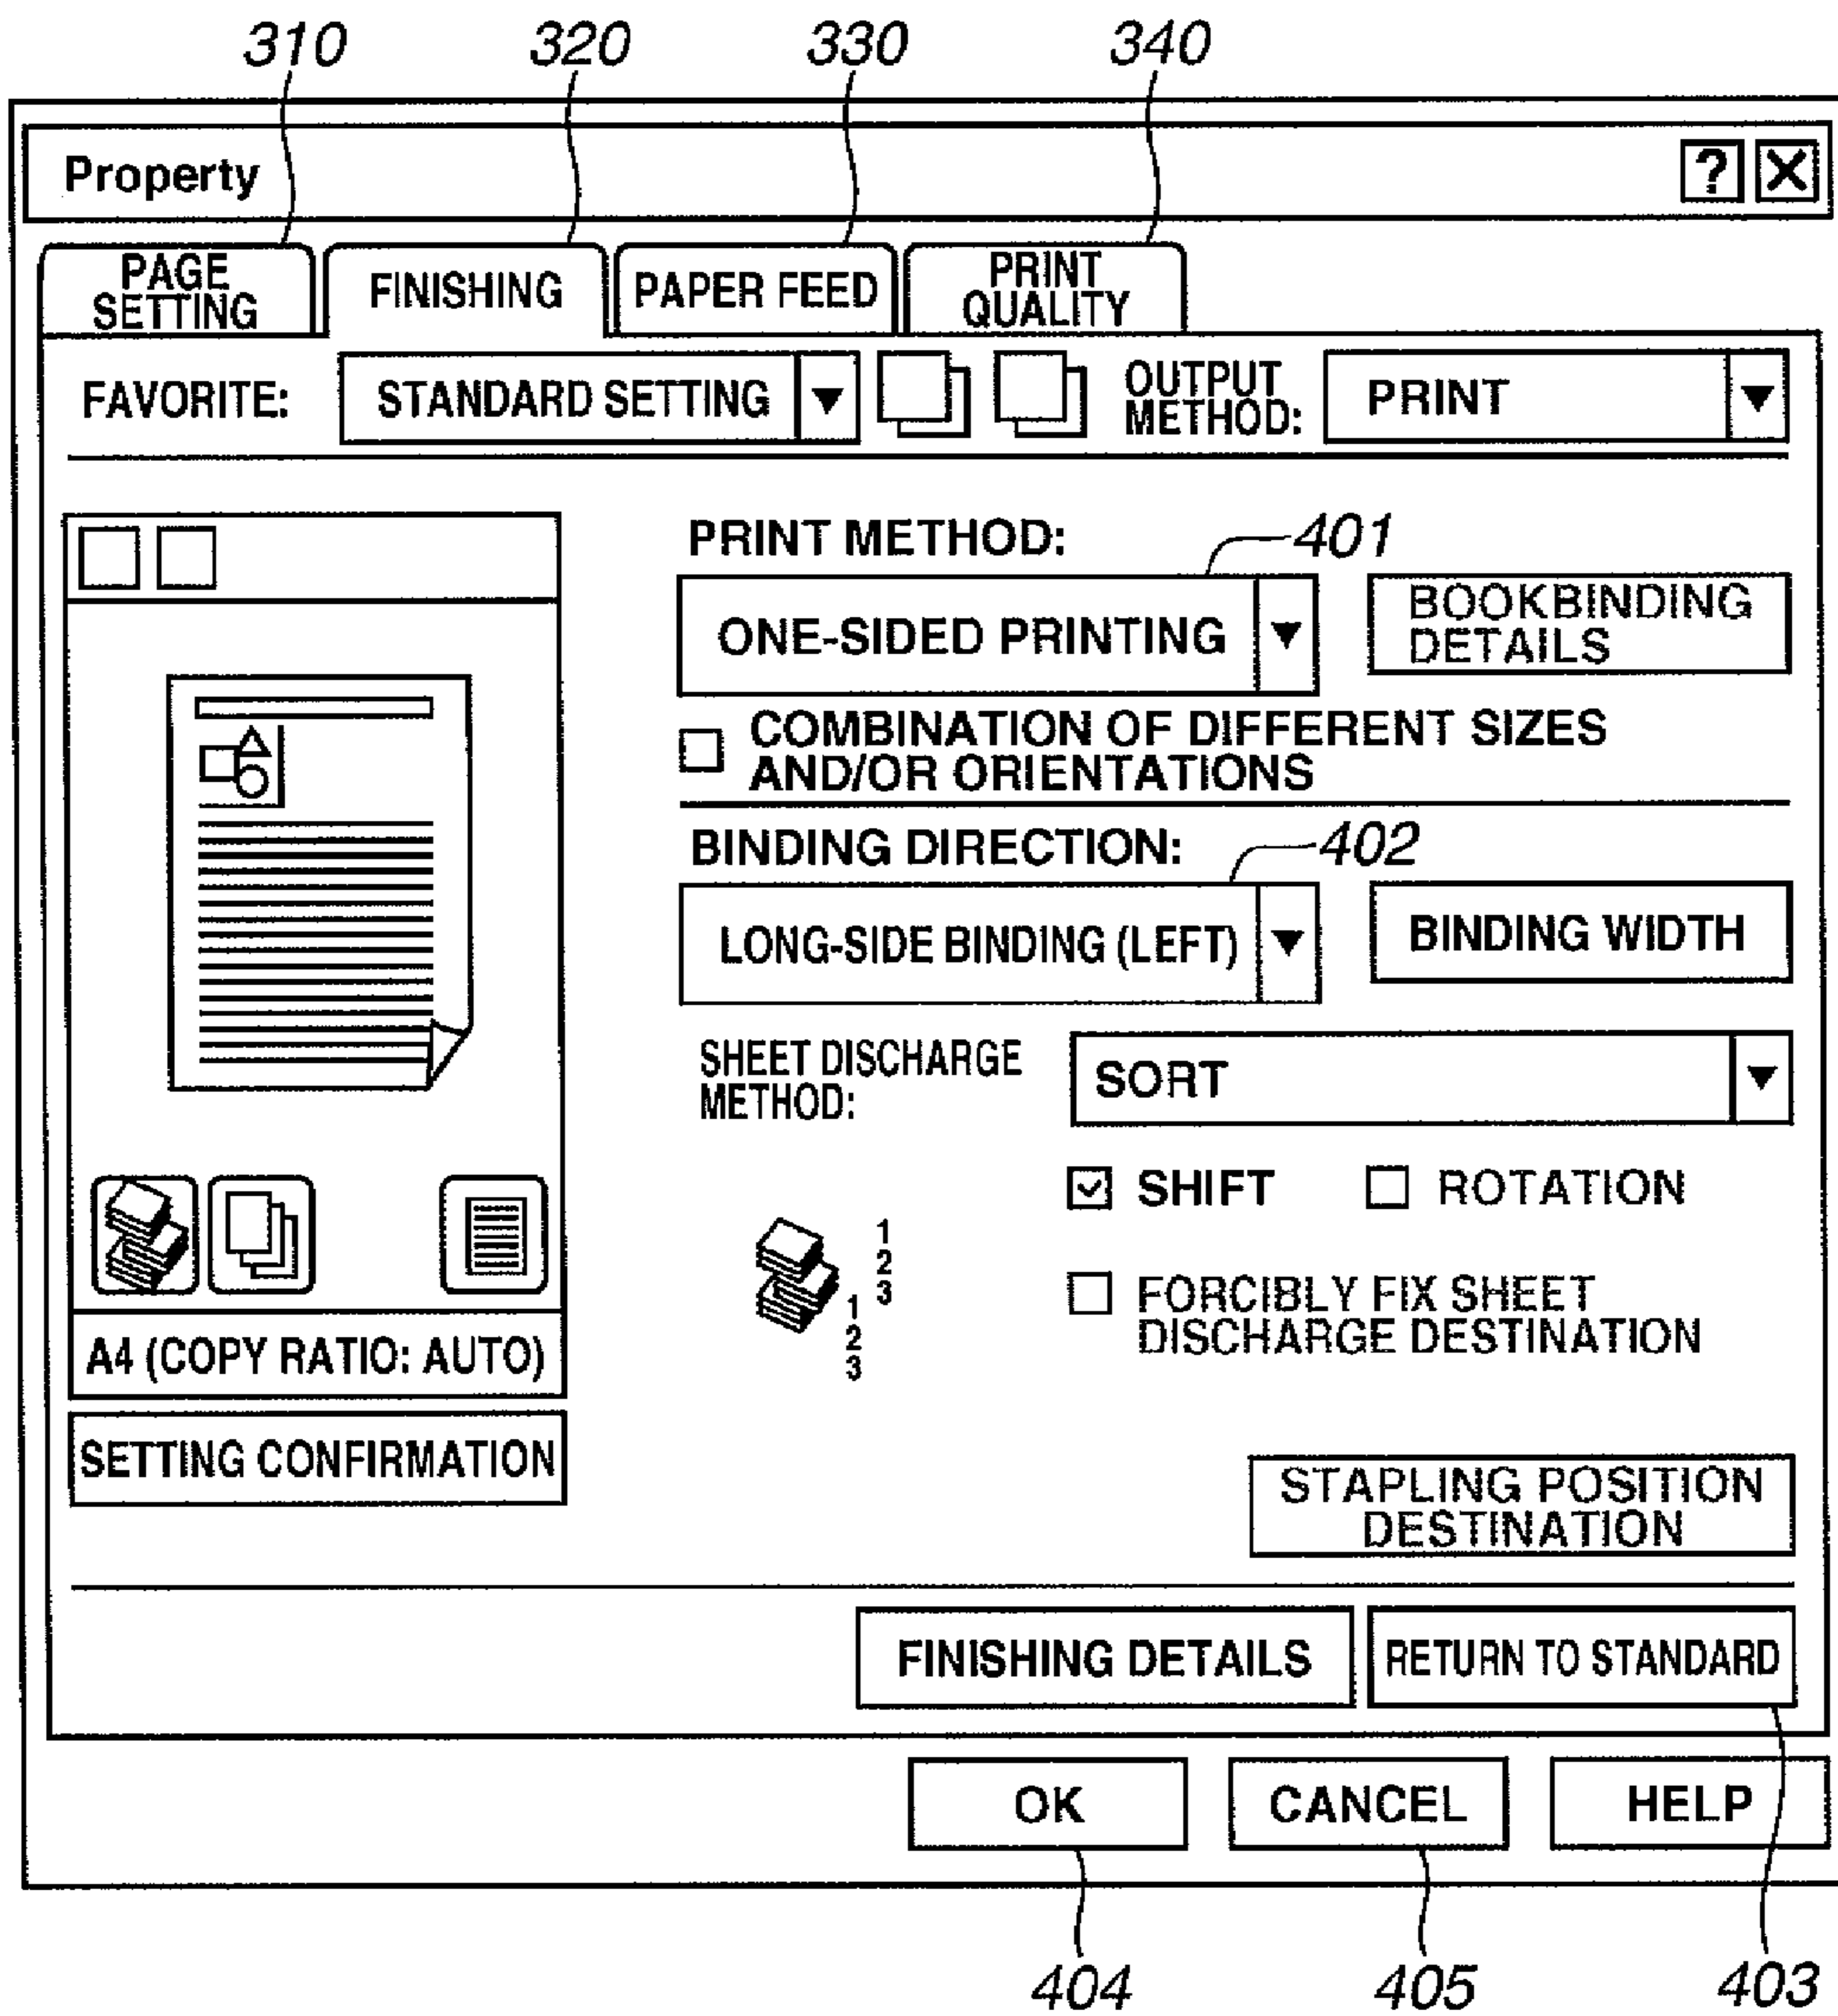 310 320 330 340
Property ? X
PAGE
SETTING
FINISHING
PAPER FEED
PRINT
QUALITY
FAVORITE:
STANDARD SETTING
OUTPUT
METHOD:
PRINT
PRINT METHOD:
401
ONE-SIDED PRINTING
BOOKBINDING
DETAILS
COMBINATION OF DIFFERENT SIZES
AND/OR ORIENTATIONS
BINDING DIRECTION:
402
LONG-SIDE BINDING (LEFT)
BINDING WIDTH
SHEET DISCHARGE
METHOD:
SORT
SHIFT
ROTATION
1
2
3
1
2
3
FORCIBLY FIX SHEET
DISCHARGE DESTINATION
A4 (COPY RATIO: AUTO)
SETTING CONFIRMATION
STAPLING POSITION
DESTINATION
FINISHING DETAILS
RETURN TO STANDARD
OK
CANCEL
HELP
404 405 403